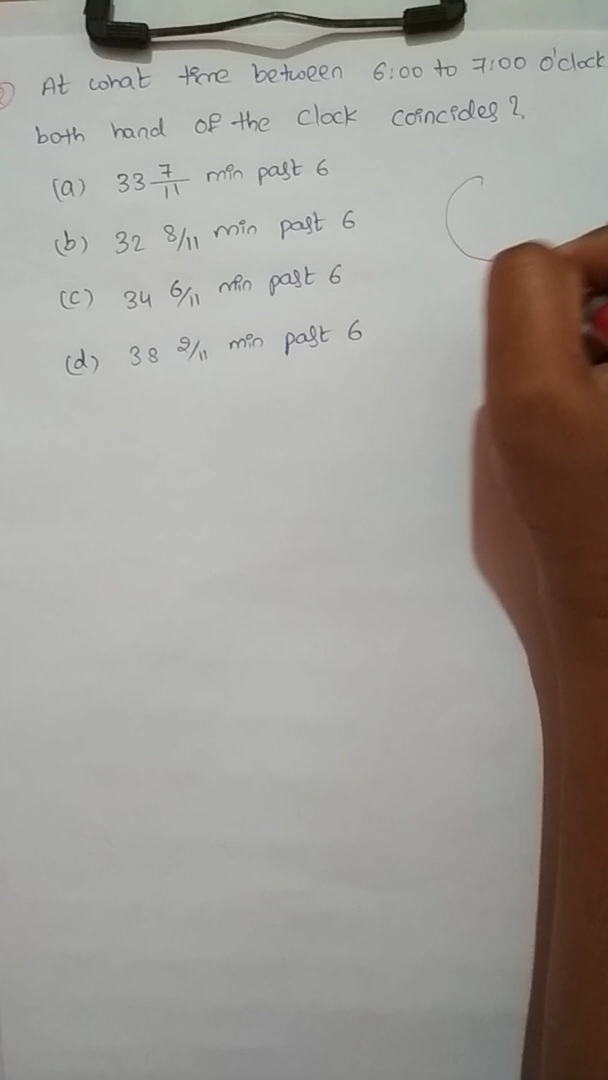 At what time between 6:00 to 7:00 o'clock
both hand of the clock coincides?
(a) 33 7/11 min past 6
(b) 32 8/11 min past 6
(c) 34 6/11 min past 6
(d) 38 2/11 min past 6